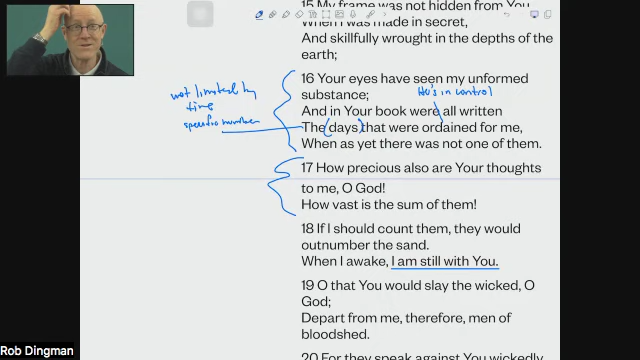 15 My frame was not hidden from You,
When I was made in secret,
And skillfully wrought in the depths of the
earth;
16 Your eyes have seen my unformed
substance;
He's in control
And in Your book were all written
The (days) that were ordained for me,
When as yet there was not one of them.
not limited by
time
specific number
17 How precious also are Your thoughts
to me, O God!
How vast is the sum of them!
18 If I should count them, they would
outnumber the sand.
When I awake, I am still with You.
19 O that You would slay the wicked, O
God;
Depart from me, therefore, men of
bloodshed.
20 For they speak against You wickedly
Rob Dingman